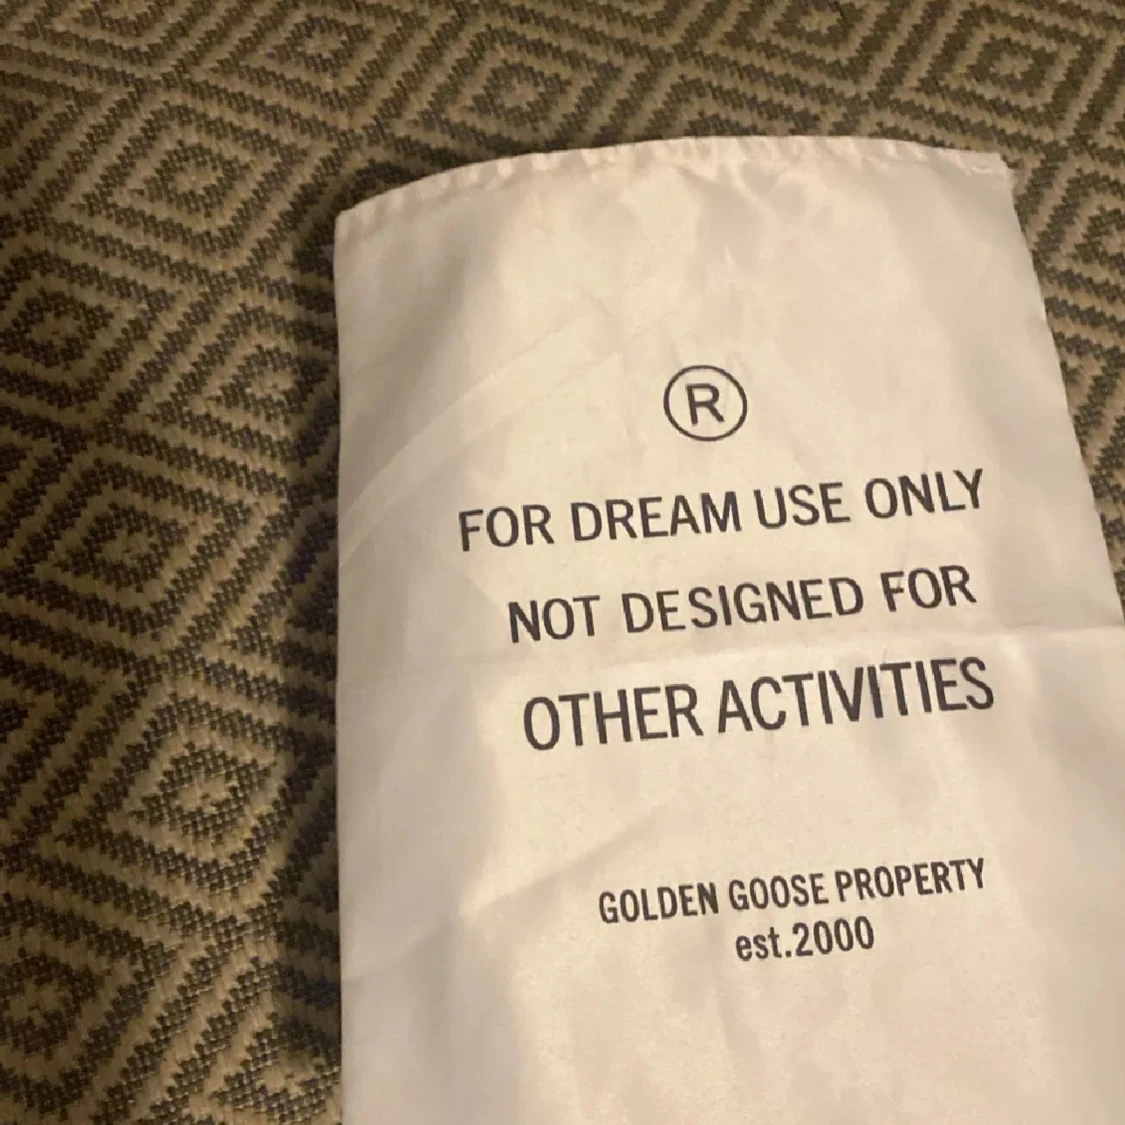 ®
FOR DREAM USE ONLY
NOT DESIGNED FOR
OTHER ACTIVITIES
GOLDEN GOOSE PROPERTY
est.2000